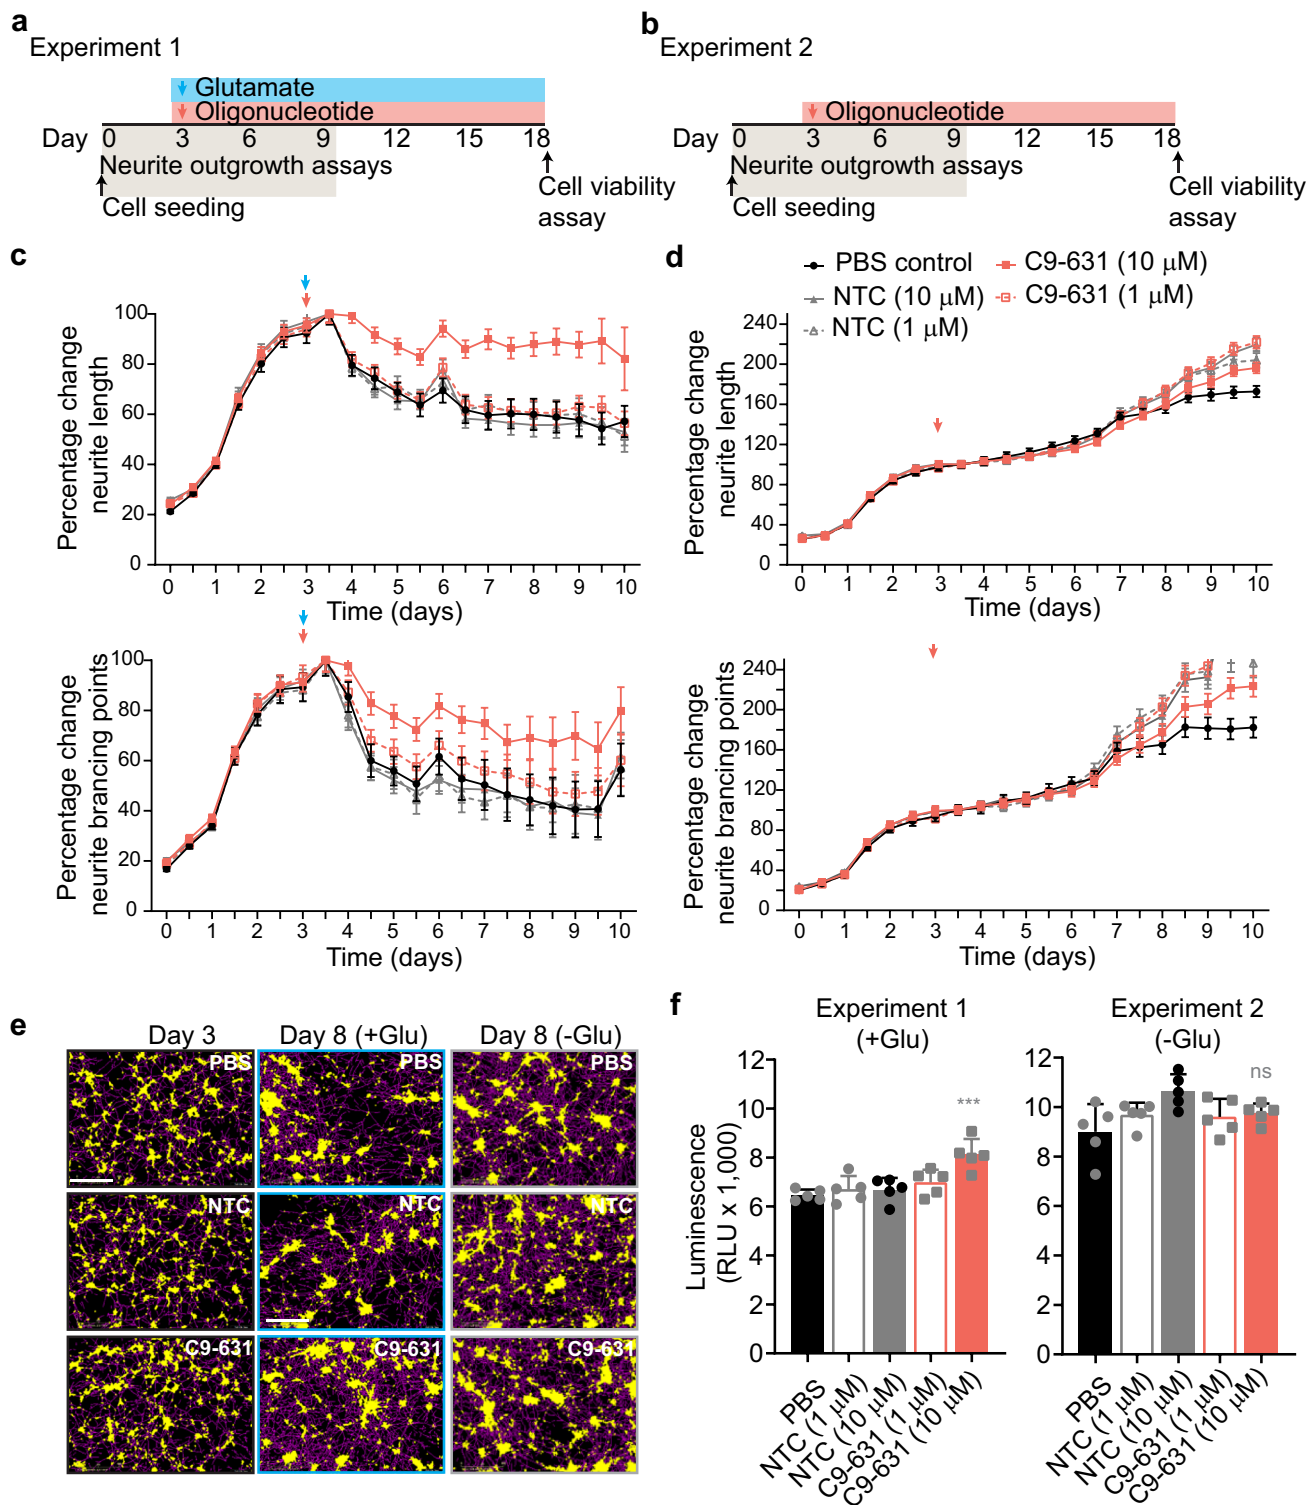 a
Experiment 1
Glutamate
Oligonucleotide
Day 0 3 6 9 12 15 18
Neurite outgrowth assays
Cell seeding
Cell viability
assay
b
Experiment 2
Oligonucleotide
Day 0 3 6 9 12 15 18
Neurite outgrowth assays
Cell seeding
Cell viability
assay
c
Percentage change
neurite length
100
80
60
40
20
0
0 1 2 3 4 5 6 7 8 9 10
Time (days)
Percentage change
neurite brancing points
100
80
60
40
20
0
0 1 2 3 4 5 6 7 8 9 10
Time (days)
d
PBS control
C9-631 (10 μM)
NTC (10 μM)
C9-631 (1 μM)
NTC (1 μM)
Percentage change
neurite length
240
200
160
120
80
40
0
0 1 2 3 4 5 6 7 8 9 10
Time (days)
Percentage change
neurite brancing points
240
200
160
120
80
40
0
0 1 2 3 4 5 6 7 8 9 10
Time (days)
e
Day 3 Day 8 (+Glu) Day 8 (-Glu)
PBS PBS PBS
NTC NTC NTC
C9-631 C9-631 C9-631
f
Experiment 1
(+Glu)
Luminescence
(RLU x 1,000)
12
10
8
6
4
2
0
***
PBS
NTC (1 μM)
NTC (10 μM)
C9-631 (1 μM)
C9-631 (10 μM)
Experiment 2
(-Glu)
12
10
8
6
4
2
0
ns
PBS
NTC (1 μM)
NTC (10 μM)
C9-631 (1 μM)
C9-631 (10 μM)